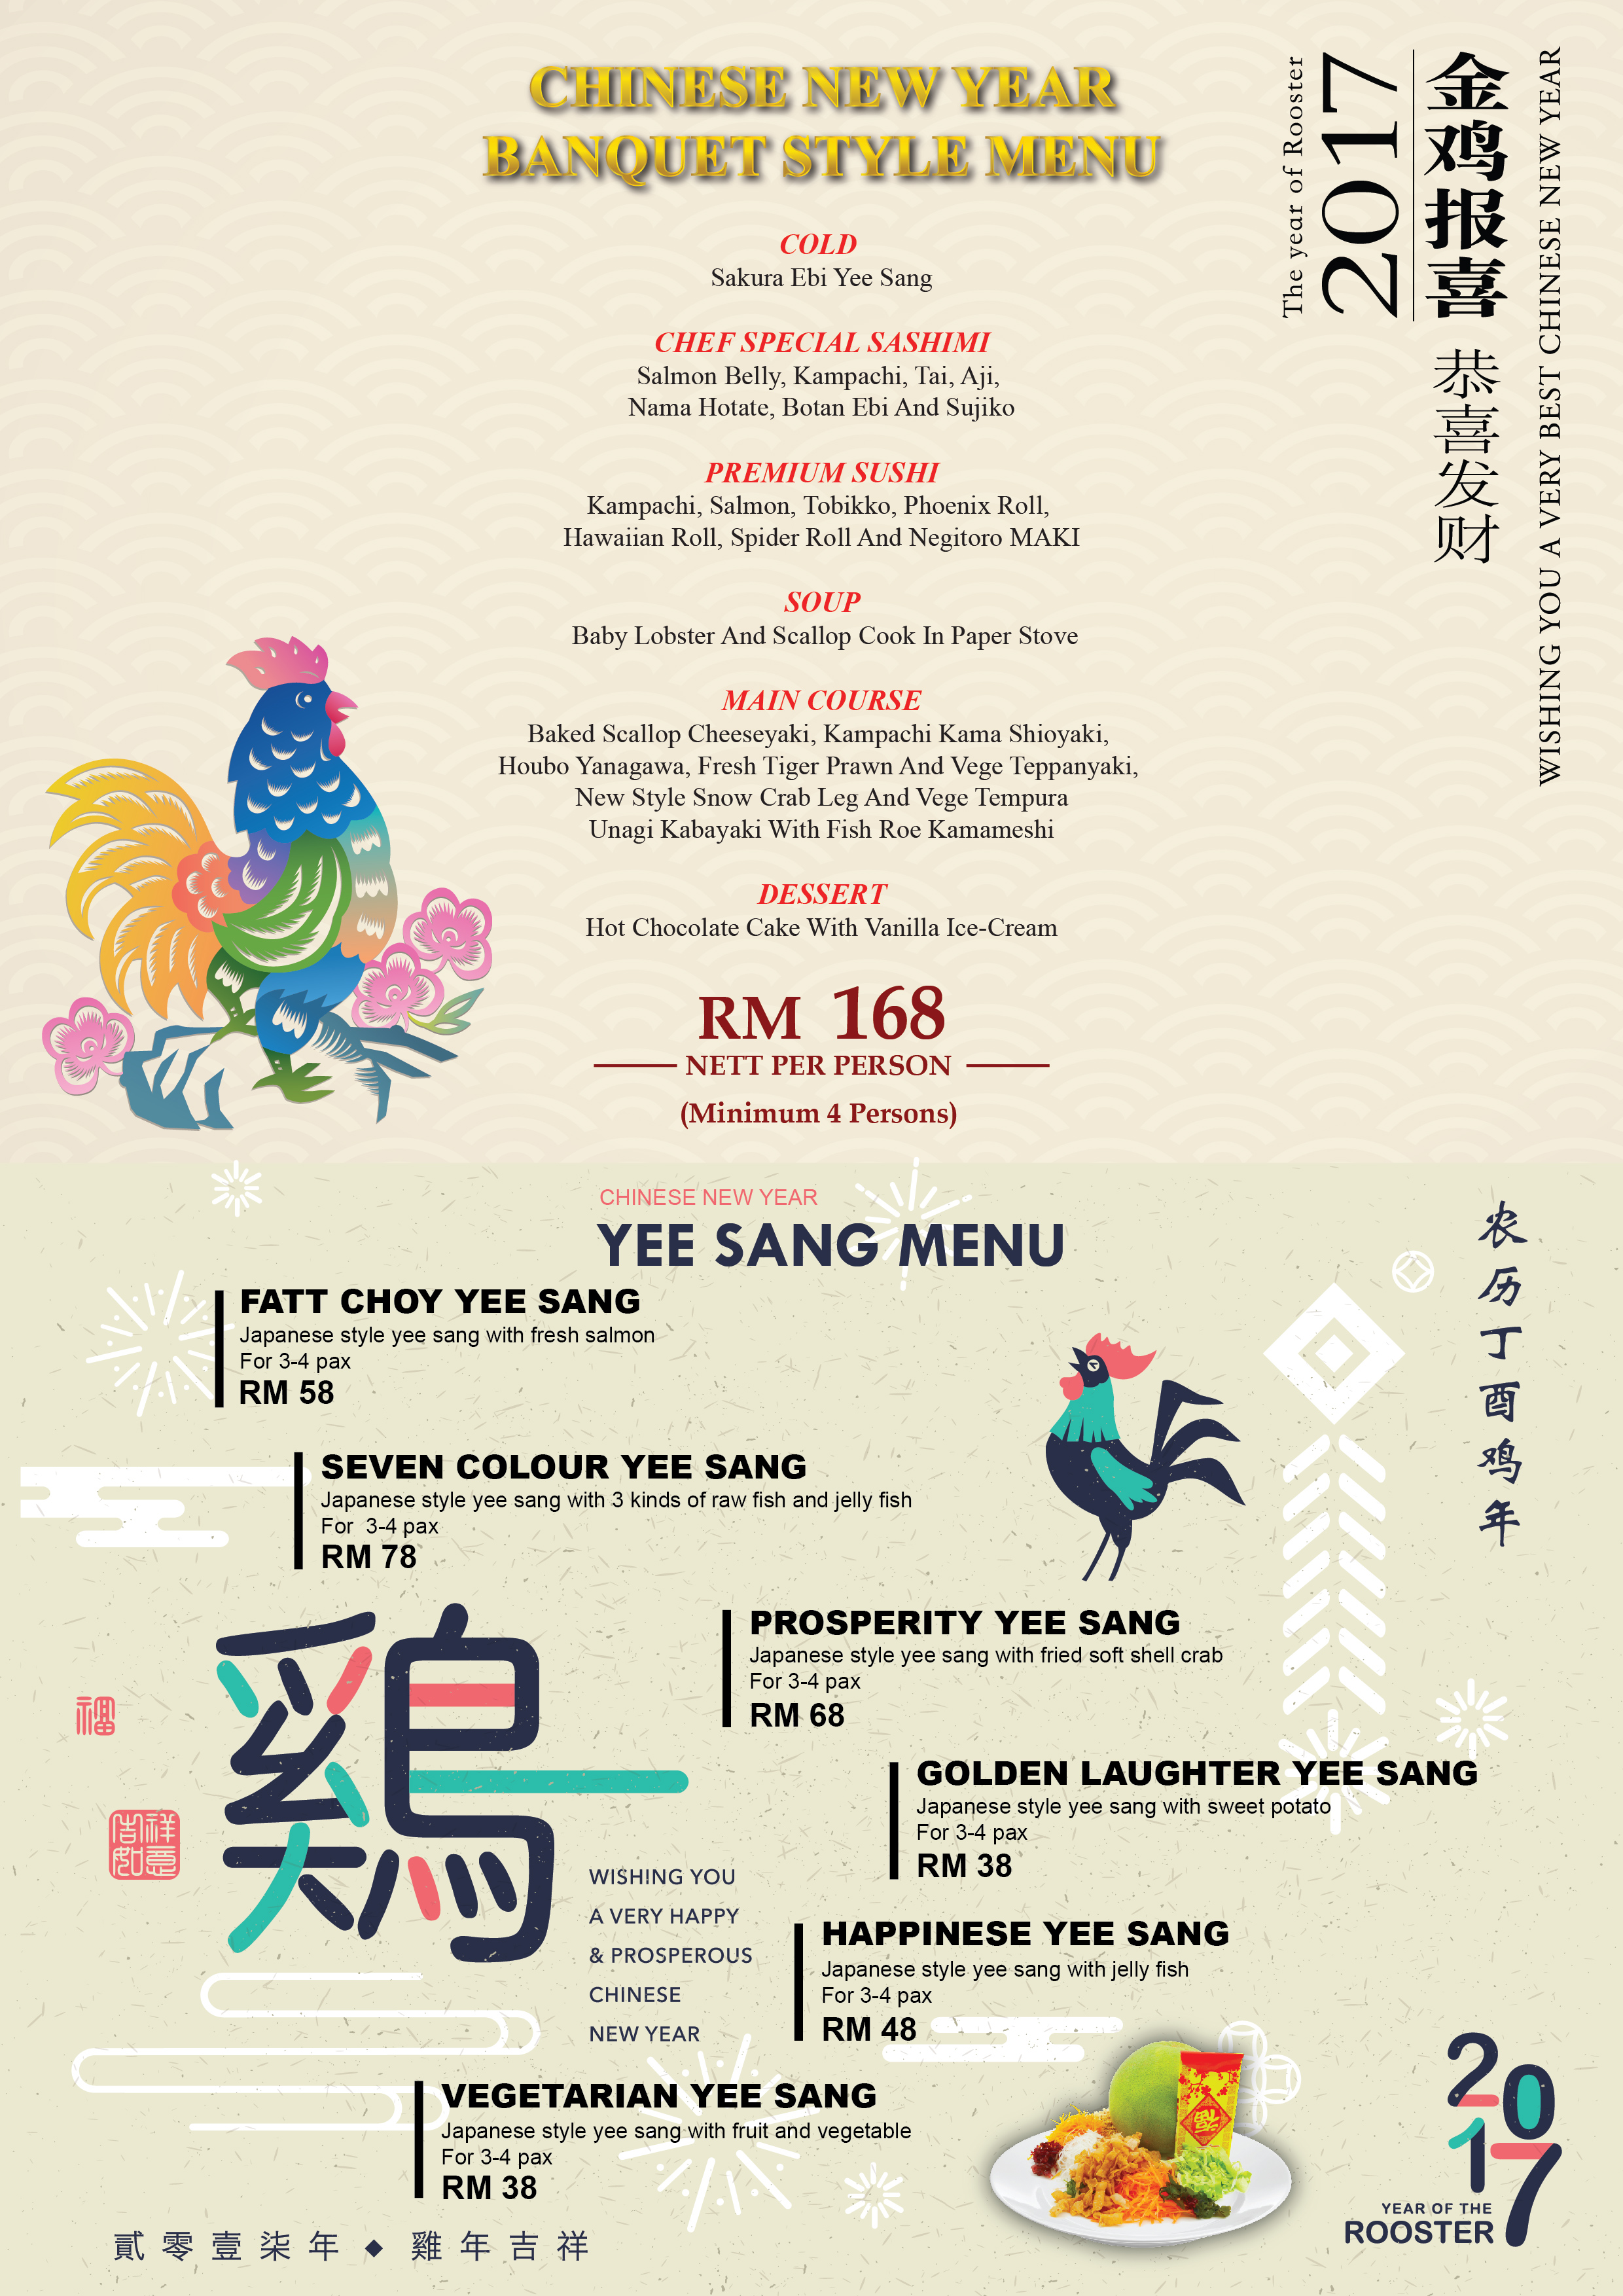 CHINESE NEW YEAR
BANQUET STYLE MENU
COLD
Sakura Ebi Yee Sang
CHEF SPECIAL SASHIMI
Salmon Belly, Kampachi, Tai, Aji,
Nama Hotate, Botan Ebi And Sujiko
PREMIUM SUSHI
Kampachi, Salmon, Tobikko, Phoenix Roll,
Hawaiian Roll, Spider Roll And Negitoro MAKI
SOUP
Baby Lobster And Scallop Cook In Paper Stove
MAIN COURSE
Baked Scallop Cheeseyaki, Kampachi Kama Shioyaki,
Houbo Yanagawa, Fresh Tiger Prawn And Vege Teppanyaki,
New Style Snow Crab Leg And Vege Tempura
Unagi Kabayaki With Fish Roe Kamameshi
DESSERT
Hot Chocolate Cake With Vanilla Ice-Cream
RM 168
NETT PER PERSON
(Minimum 4 Persons)
The year of Rooster
2017
金鸡报喜
恭喜发财
WISHING YOU A VERY BEST CHINESE NEW YEAR
CHINESE NEW YEAR
YEE SANG MENU
农历丁酉鸡年
FATT CHOY YEE SANG
Japanese style yee sang with fresh salmon
For 3-4 pax
RM 58
SEVEN COLOUR YEE SANG
Japanese style yee sang with 3 kinds of raw fish and jelly fish
For 3-4 pax
RM 78
PROSPERITY YEE SANG
Japanese style yee sang with fried soft shell crab
For 3-4 pax
RM 68
GOLDEN LAUGHTER YEE SANG
Japanese style yee sang with sweet potato
For 3-4 pax
RM 38
鷄
福
吉祥
如意
WISHING YOU
A VERY HAPPY
& PROSPEROUS
CHINESE
NEW YEAR
HAPPINESE YEE SANG
Japanese style yee sang with jelly fish
For 3-4 pax
RM 48
VEGETARIAN YEE SANG
Japanese style yee sang with fruit and vegetable
For 3-4 pax
RM 38
福
2017
YEAR OF THE
ROOSTER
貳零壹柒年◆雞年吉祥